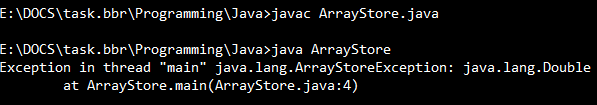 E:\DOCS\task.bbr\Programming\Java>javac ArrayStore.java
E:\DOCS\task.bbr\Programming\Java>java ArrayStore
Exception in thread "main" java.lang.ArrayStoreException: java.lang.Double
at ArrayStore.main(ArrayStore.java:4)